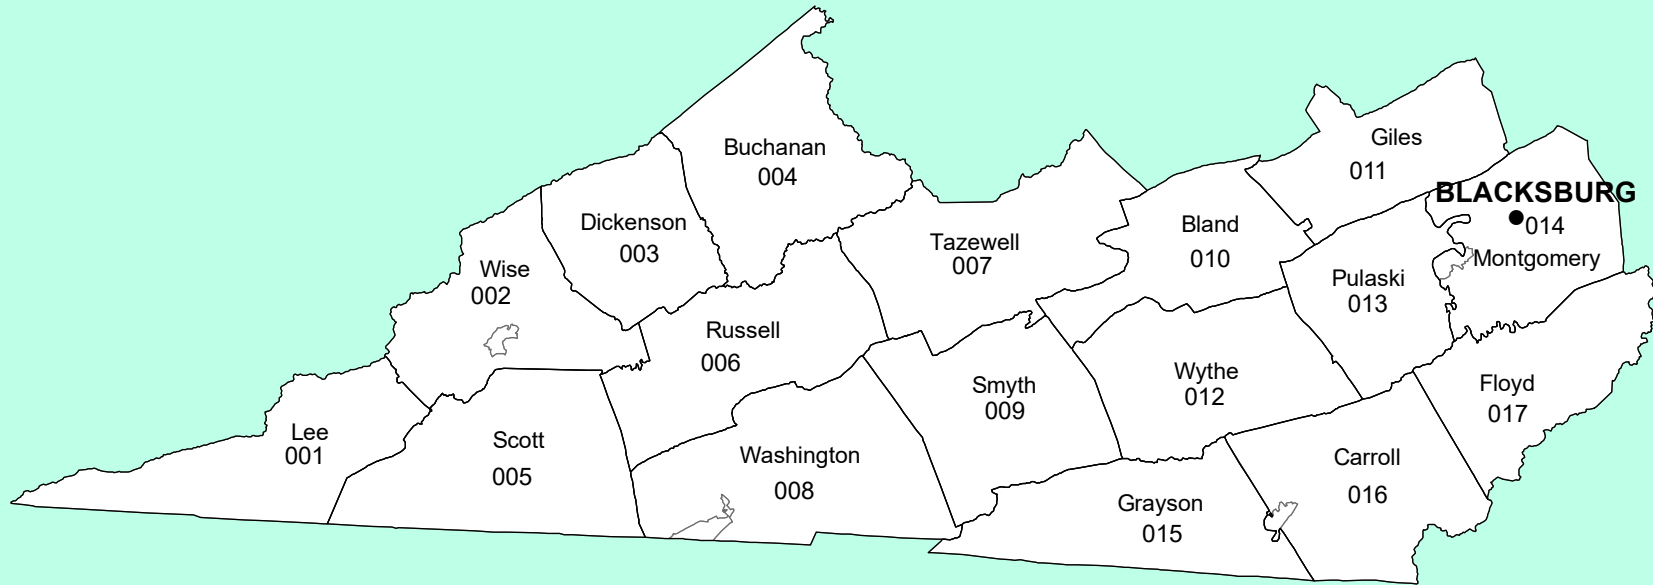 Buchanan
004
Giles
011
BLACKSBURG
014
Montgomery
Dickenson
003
Bland
010
Tazewell
007
Wise
002
Pulaski
013
Russell
006
Smyth
009
Wythe
012
Floyd
017
Lee
001
Scott
005
Washington
008
Carroll
016
Grayson
015